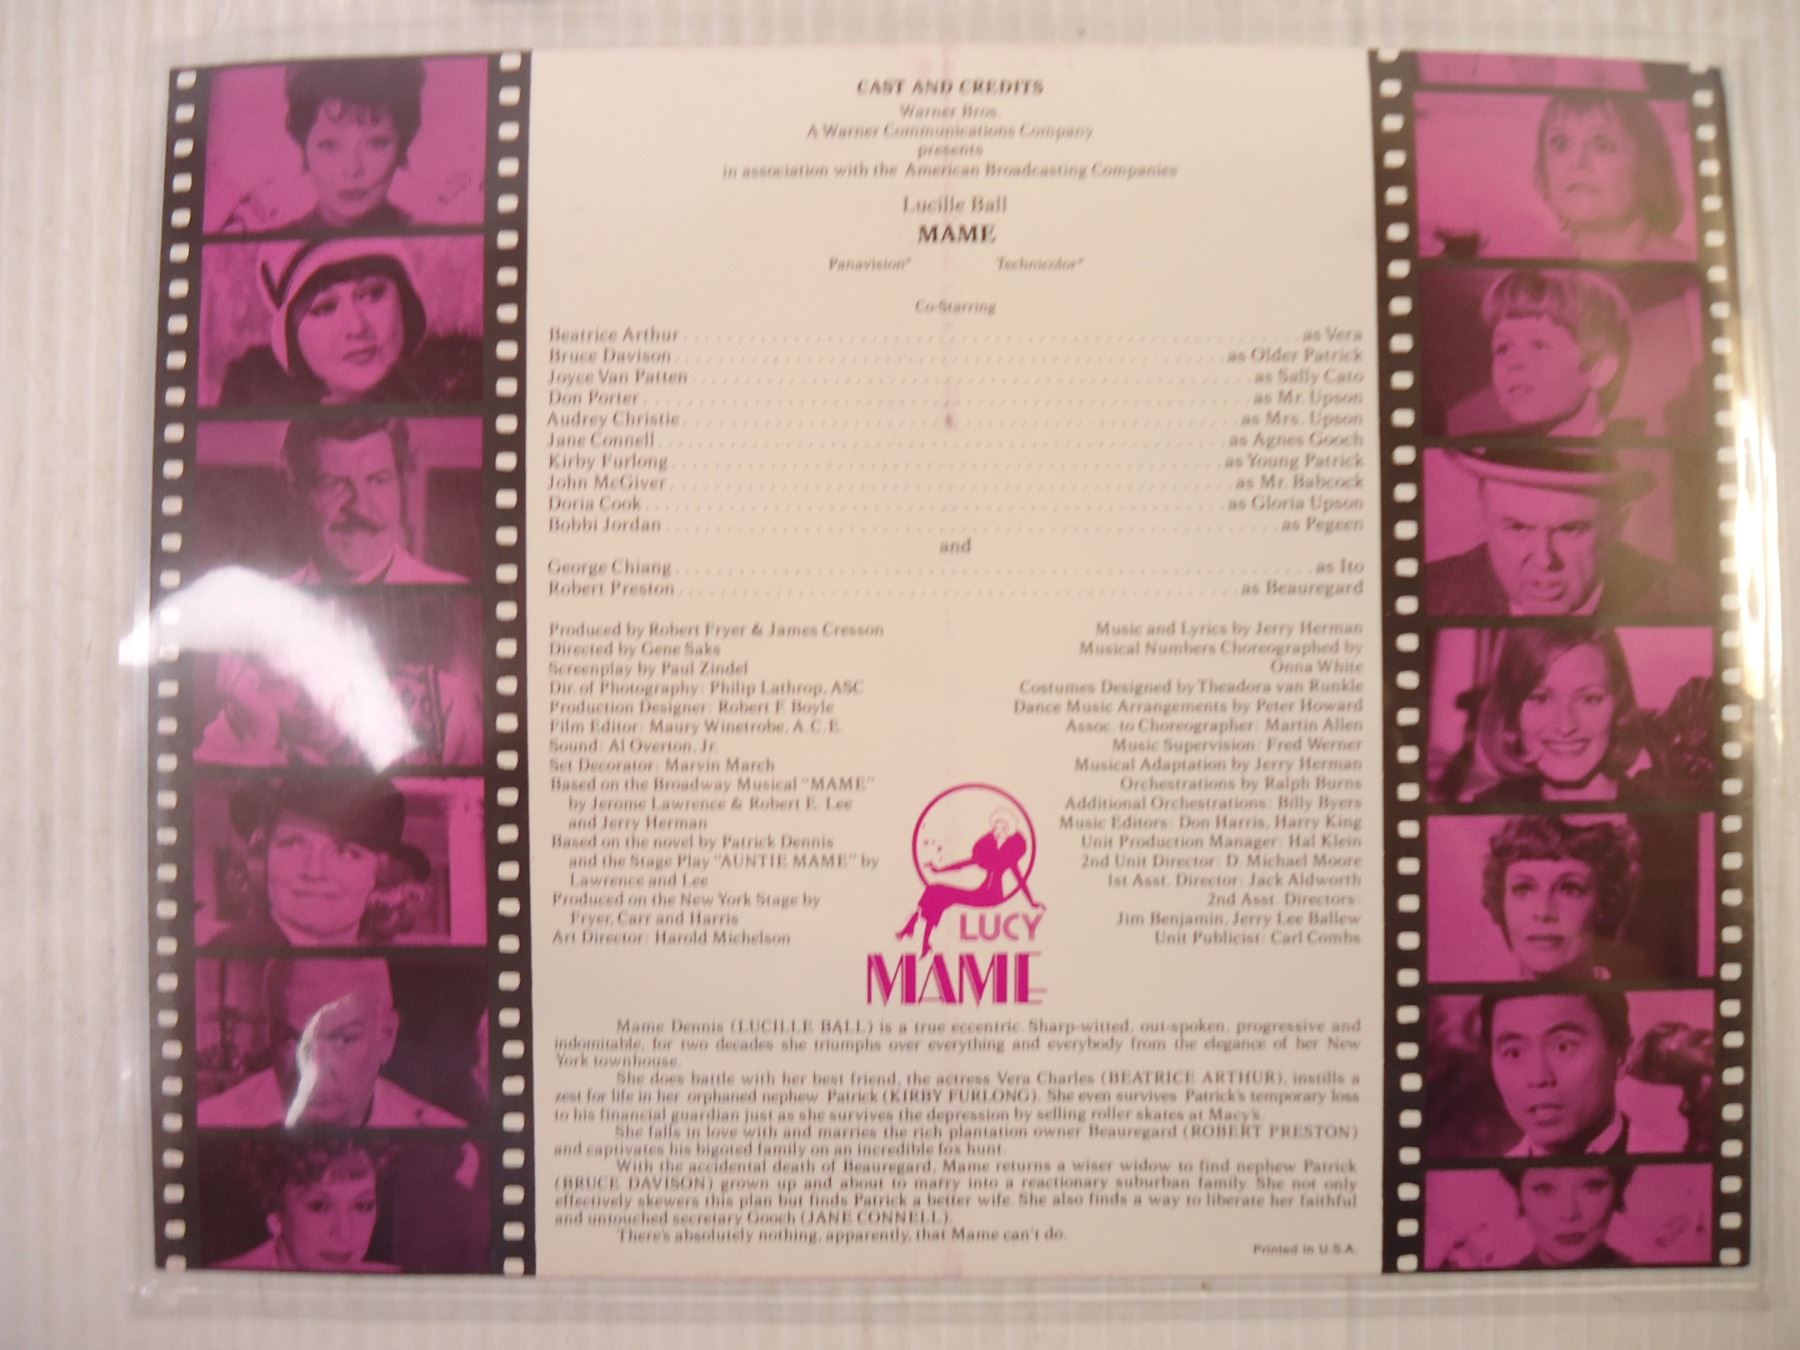 CAST AND CREDITS
Warner Bros.
A Warner Communications Company
presents
in association with the American Broadcasting Companies
Lucille Ball
MAME
Panavision® Technicolor®
Co-Starring
Beatrice Arthur as Vera
Bruce Davison as Older Patrick
Joyce Van Patten as Sally Cato
Don Porter as Mr. Upson
Audrey Christie as Mrs. Upson
Jane Connell as Agnes Gooch
Kirby Furlong as Young Patrick
John McGiver as Mr. Babcock
Doria Cook as Gloria Upson
Bobbi Jordan as Pegeen
and
George Chiang as Ito
Robert Preston as Beauregard
Produced by Robert Fryer & James Cresson
Directed by Gene Saks
Screenplay by Paul Zindel
Dir. of Photography: Philip Lathrop, ASC
Production Designer: Robert F. Boyle
Film Editor: Maury Winetrobe, A.C.E.
Sound: Al Overton, Jr.
Set Decorator: Marvin March
Based on the Broadway Musical "MAME"
by Jerome Lawrence & Robert E. Lee
and Jerry Herman
Based on the novel by Patrick Dennis
and the Stage Play "AUNTIE MAME" by
Lawrence and Lee
Produced on the New York Stage by
Fryer, Carr and Harris
Art Director: Harold Michelson
Music and Lyrics by Jerry Herman
Musical Numbers Choreographed by
Onna White
Costumes Designed by Theadora van Runkle
Dance Music Arrangements by Peter Howard
Assoc. to Choreographer: Martin Allen
Music Supervision: Fred Werner
Musical Adaptation by Jerry Herman
Orchestrations by Ralph Burns
Additional Orchestrations: Billy Byers
Music Editors: Don Harris, Harry King
Unit Production Manager: Hal Klein
2nd Unit Director: D. Michael Moore
1st Asst. Director: Jack Aldworth
2nd Asst. Directors:
Jim Benjamin, Jerry Lee Ballew
Unit Publicist: Carl Combs
LUCY
MAME
Mame Dennis (LUCILLE BALL) is a true eccentric. Sharp-witted, out-spoken, progressive and
indomitable, for two decades she triumphs over everything and everybody from the elegance of her New
York townhouse.
She does battle with her best friend, the actress Vera Charles (BEATRICE ARTHUR), instills a
zest for life in her orphaned nephew Patrick (KIRBY FURLONG). She even survives Patrick's temporary loss
to his financial guardian just as she survives the depression by selling roller skates at Macy's.
She falls in love with and marries the rich plantation owner Beauregard (ROBERT PRESTON)
and captivates his bigoted family on an incredible fox hunt.
With the accidental death of Beauregard, Mame returns a wiser widow to find nephew Patrick
(BRUCE DAVISON) grown up and about to marry into a reactionary suburban family. She not only
effectively skewers this plan but finds Patrick a better wife. She also finds a way to liberate her faithful
and untouched secretary Gooch (JANE CONNELL).
There's absolutely nothing, apparently, that Mame can't do.
Printed in U.S.A.